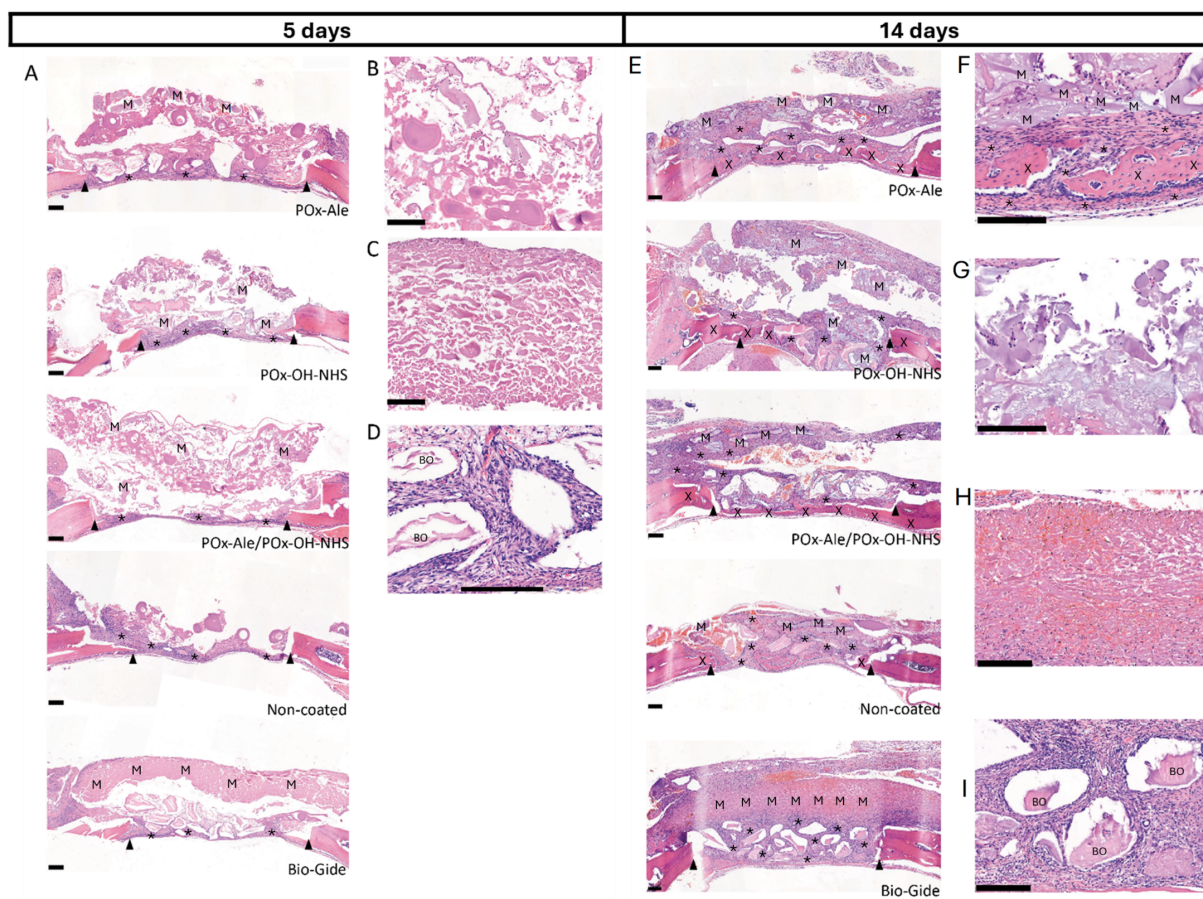 5 days
14 days
A
M M M
* * *
POx-Ale
M
M M
* * * *
POx-OH-NHS
M
M M
M
* * *
POx-Ale/POx-OH-NHS
* * * *
Non-coated
M M M M M
* * *
Bio-Gide
B
C
D
BO
BO
E
M M M
M
* * * * * *
X X X X
POx-Ale
M
M
M
* * * *
X X X X
M
POx-OH-NHS
M M M M
* * * * * *
X X X X X X
POx-Ale/POx-OH-NHS
M * M M M
* * *
X X
Non-coated
M M M M M M M
* * * * * * * *
Bio-Gide
F
M M M M M M
* * * * * *
X X X
G
H
I
BO
BO
BO